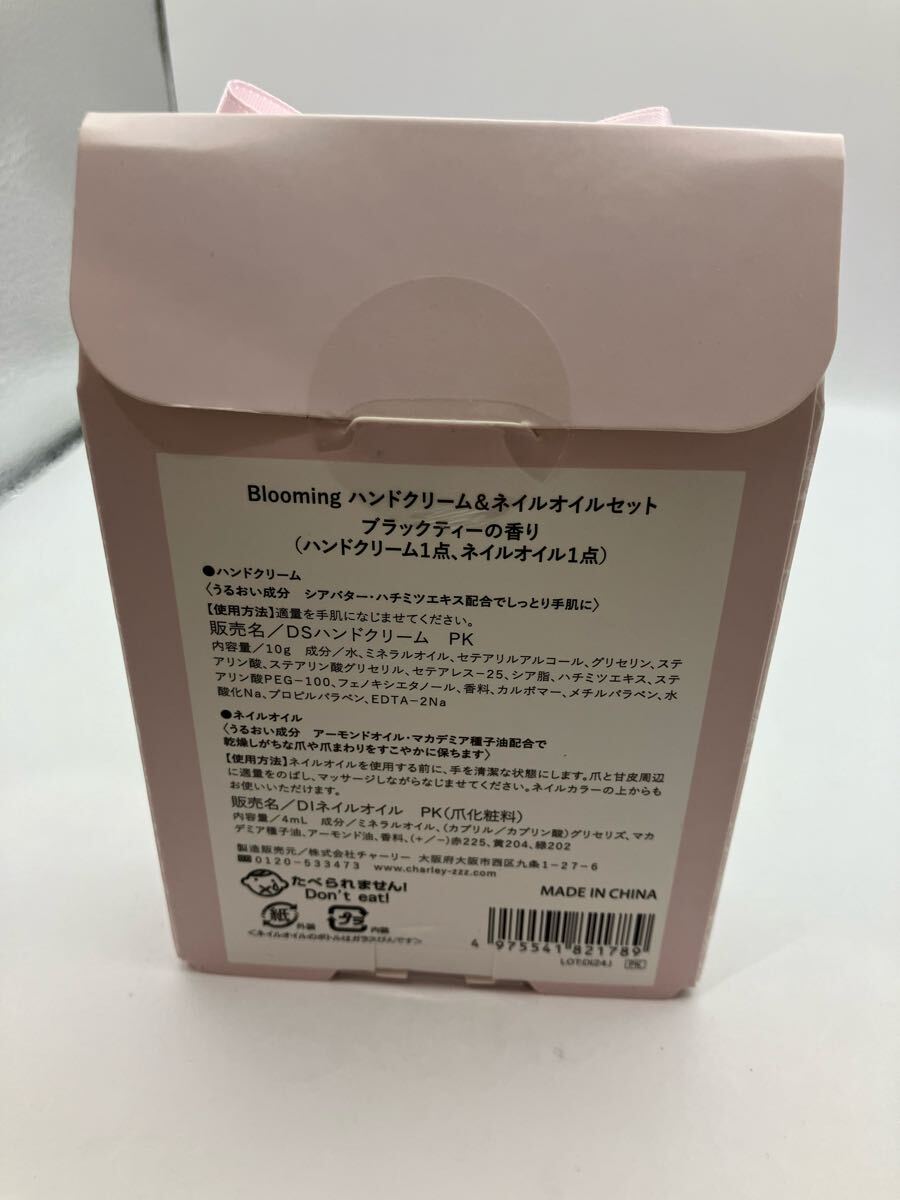 Blooming ハンドクリーム&ネイルオイルセット
ブラックティーの香り
(ハンドクリーム1点、ネイルオイル1点)
●ハンドクリーム
〈うるおい成分 シアバター・ハチミツエキス配合でしっとり手肌に〉
【使用方法】適量を手肌になじませてください。
販売名/DSハンドクリーム PK
内容量/10g 成分/水、ミネラルオイル、セテアリルアルコール、グリセリン、ステ
アリン酸、ステアリン酸グリセリル、セテアレス-25、シア脂、ハチミツエキス、ステ
アリン酸PEG-100、フェノキシエタノール、香料、カルボマー、メチルパラベン、水
酸化Na、プロピルパラベン、EDTA-2Na
●ネイルオイル
〈うるおい成分 アーモンドオイル・マカデミア種子油配合で
乾燥しがちな爪や爪まわりをすこやかに保ちます〉
【使用方法】ネイルオイルを使用する前に、手を清潔な状態にします。爪と甘皮周辺
に適量をのばし、マッサージしながらなじませてください。ネイルカラーの上からも
お使いいただけます。
販売名/DIネイルオイル PK(爪化粧料)
内容量/4mL 成分/ミネラルオイル、(カプリル/カプリン酸)グリセリズ、マカ
デミア種子油、アーモンド油、香料、(+/-)赤225、黄204、緑202
製造販売元/株式会社チャーリー 大阪府大阪市西区九条1-27-6
0120-533473 www.charley-zzz.com
たべられません!
Don't eat!
MADE IN CHINA
紙 外装 プラ 内装
<ネイルオイルのボトルはガラスびんです>
4 975541 821789
PK